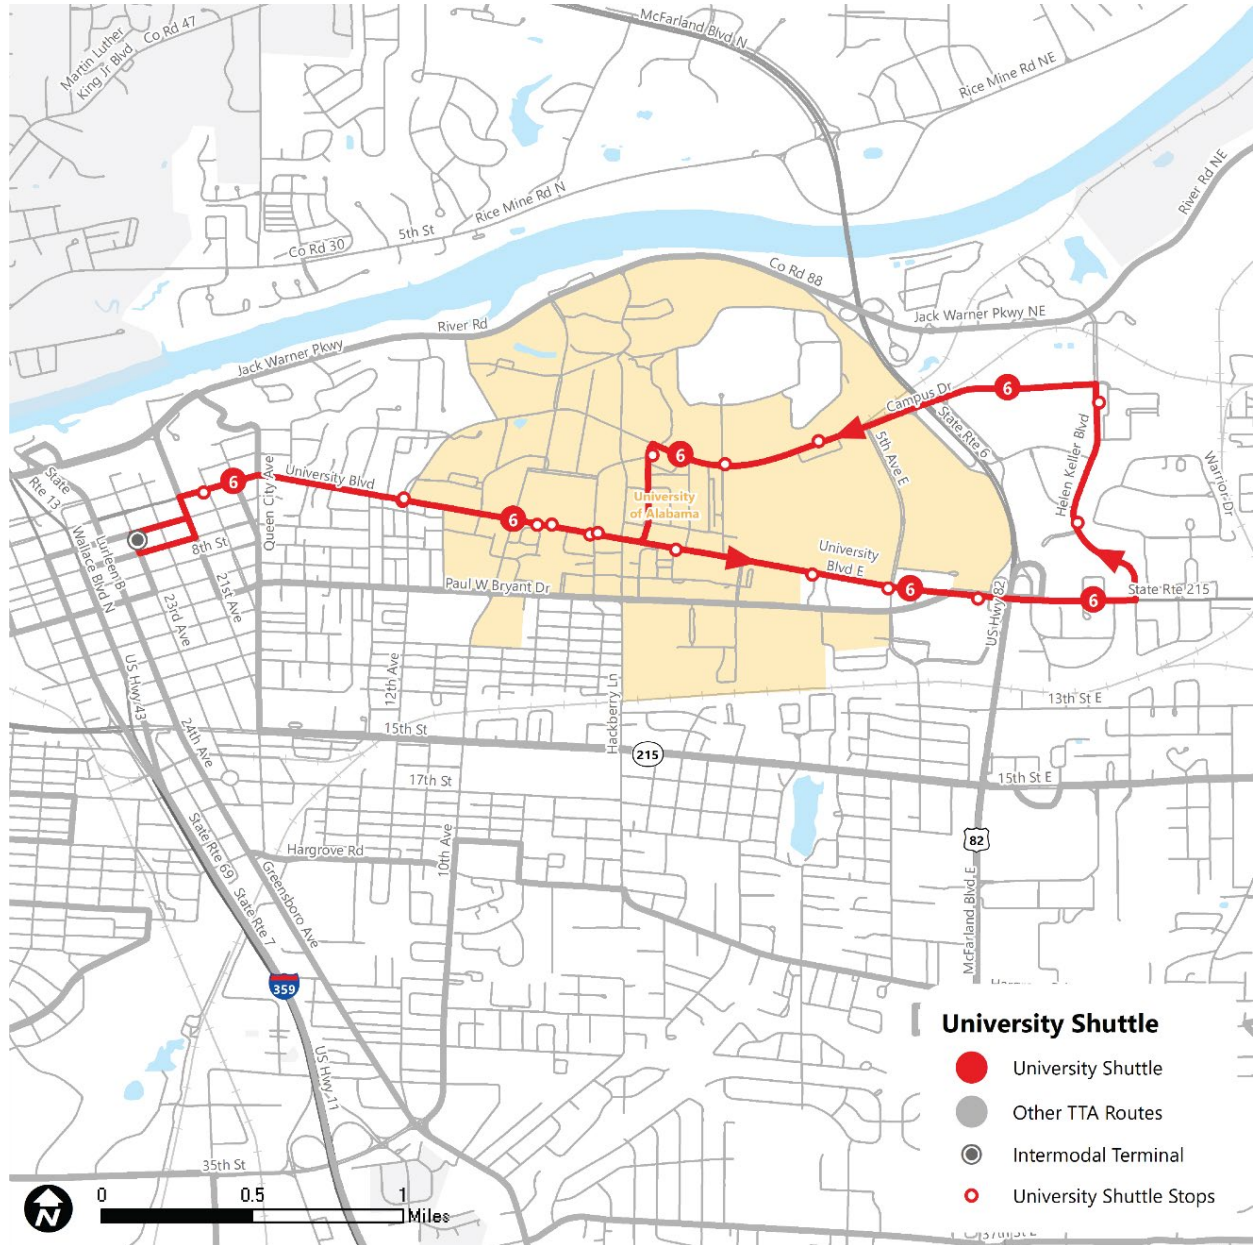 McFarland Blvd N
Co Rd 47
Martin Luther
King Jr Blvd
Rice Mine Rd NE
River Rd NE
Rice Mine Rd N
5th St
Co Rd 30
Co Rd 88
Jack Warner Pkwy NE
River Rd
Jack Warner Pkwy
6
Campus Dr
State Rte 6
5th Ave E
Helen Keller Blvd
Warrior Dr
6
State
Rte 13
6
Queen City Ave
University Blvd
University
of Alabama
6
8th St
Lurleen B
Wallace Blvd N
21st Ave
23rd Ave
University
Blvd E
Paul W Bryant Dr
6
US Hwy 82
6
State Rte 215
US Hwy 43
12th Ave
Hackberry Ln
13th St E
24th Ave
15th St
215
17th St
15th St E
State Rte 69
State Rte 7
Hargrove Rd
10th Ave
82
Greensboro Ave
McFarland Blvd E
359
US Hwy 11
35th St
University Shuttle
University Shuttle
Other TTA Routes
Intermodal Terminal
University Shuttle Stops
N
0 0.5 1
Miles
37th St E